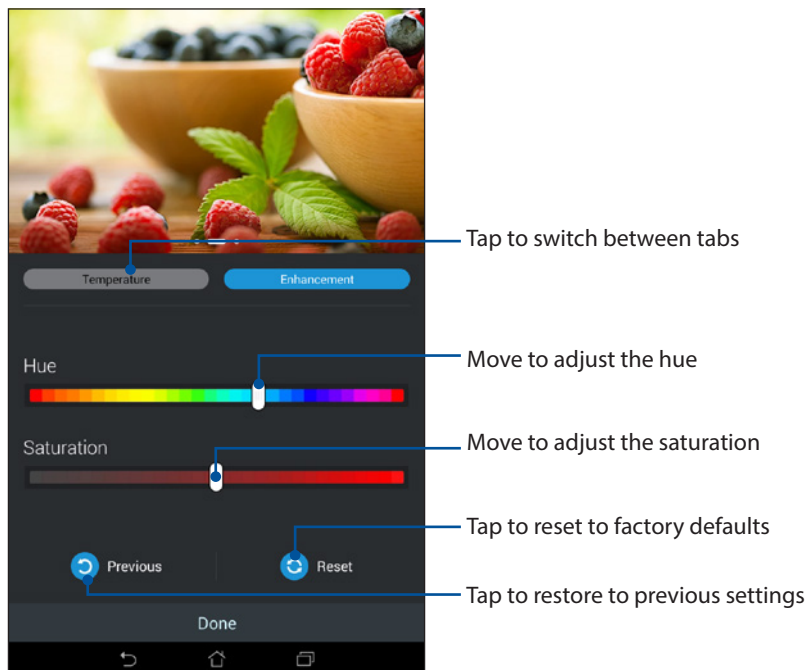 Tap to switch between tabs
Temperature
Enhancement
Hue
Move to adjust the hue
Saturation
Move to adjust the saturation
Tap to reset to factory defaults
Previous
Reset
Tap to restore to previous settings
Done